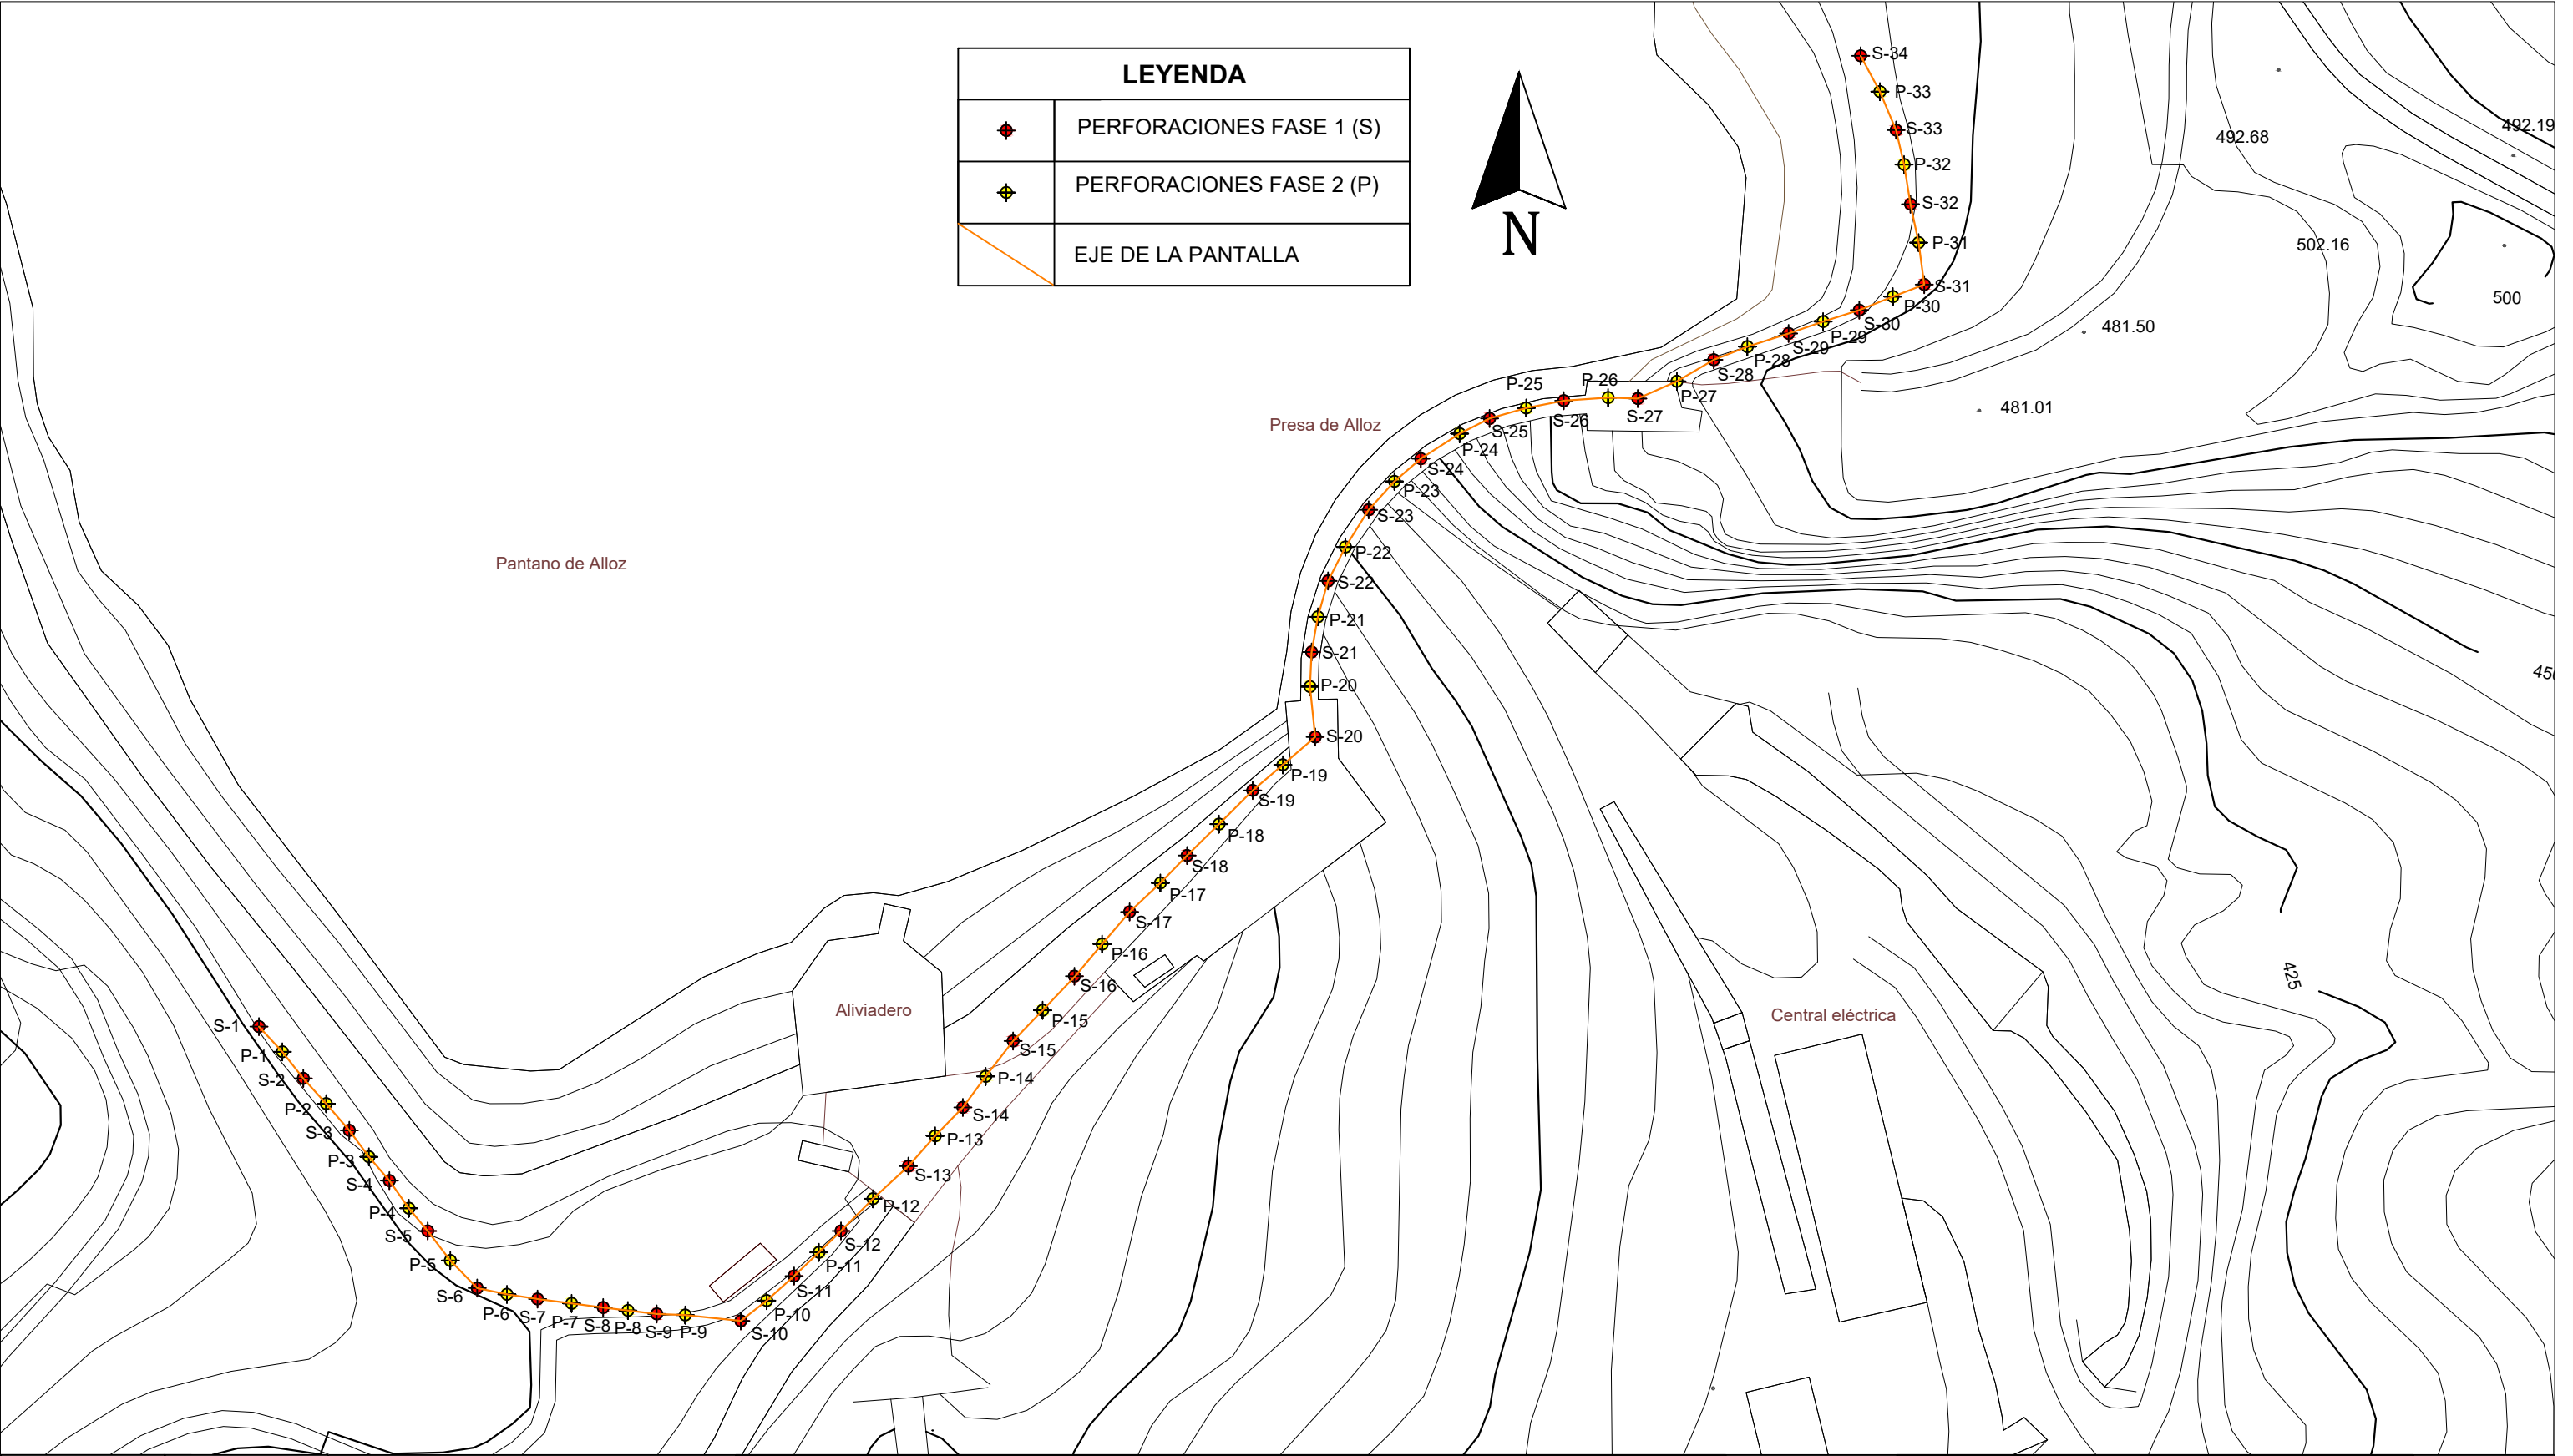 LEYENDA
PERFORACIONES FASE 1 (S)
PERFORACIONES FASE 2 (P)
EJE DE LA PANTALLA
N
S-34
P-33
S-33
P-32
S-32
P-31
S-31
P-30
S-30
P-29
S-29
P-28
S-28
P-27
S-27
P-26
S-26
P-25
S-25
P-24
S-24
P-23
S-23
P-22
S-22
P-21
S-21
P-20
S-20
P-19
S-19
P-18
S-18
P-17
S-17
P-16
S-16
P-15
S-15
P-14
S-14
P-13
S-13
P-12
S-12
P-11
S-11
P-10
S-10
P-9
S-9
P-8
S-8
P-7
S-7
P-6
S-6
P-5
S-5
P-4
S-4
P-3
S-3
P-2
S-2
P-1
S-1
492.19
492.68
502.16
500
481.50
481.01
425
Presa de Alloz
Pantano de Alloz
Aliviadero
Central eléctrica